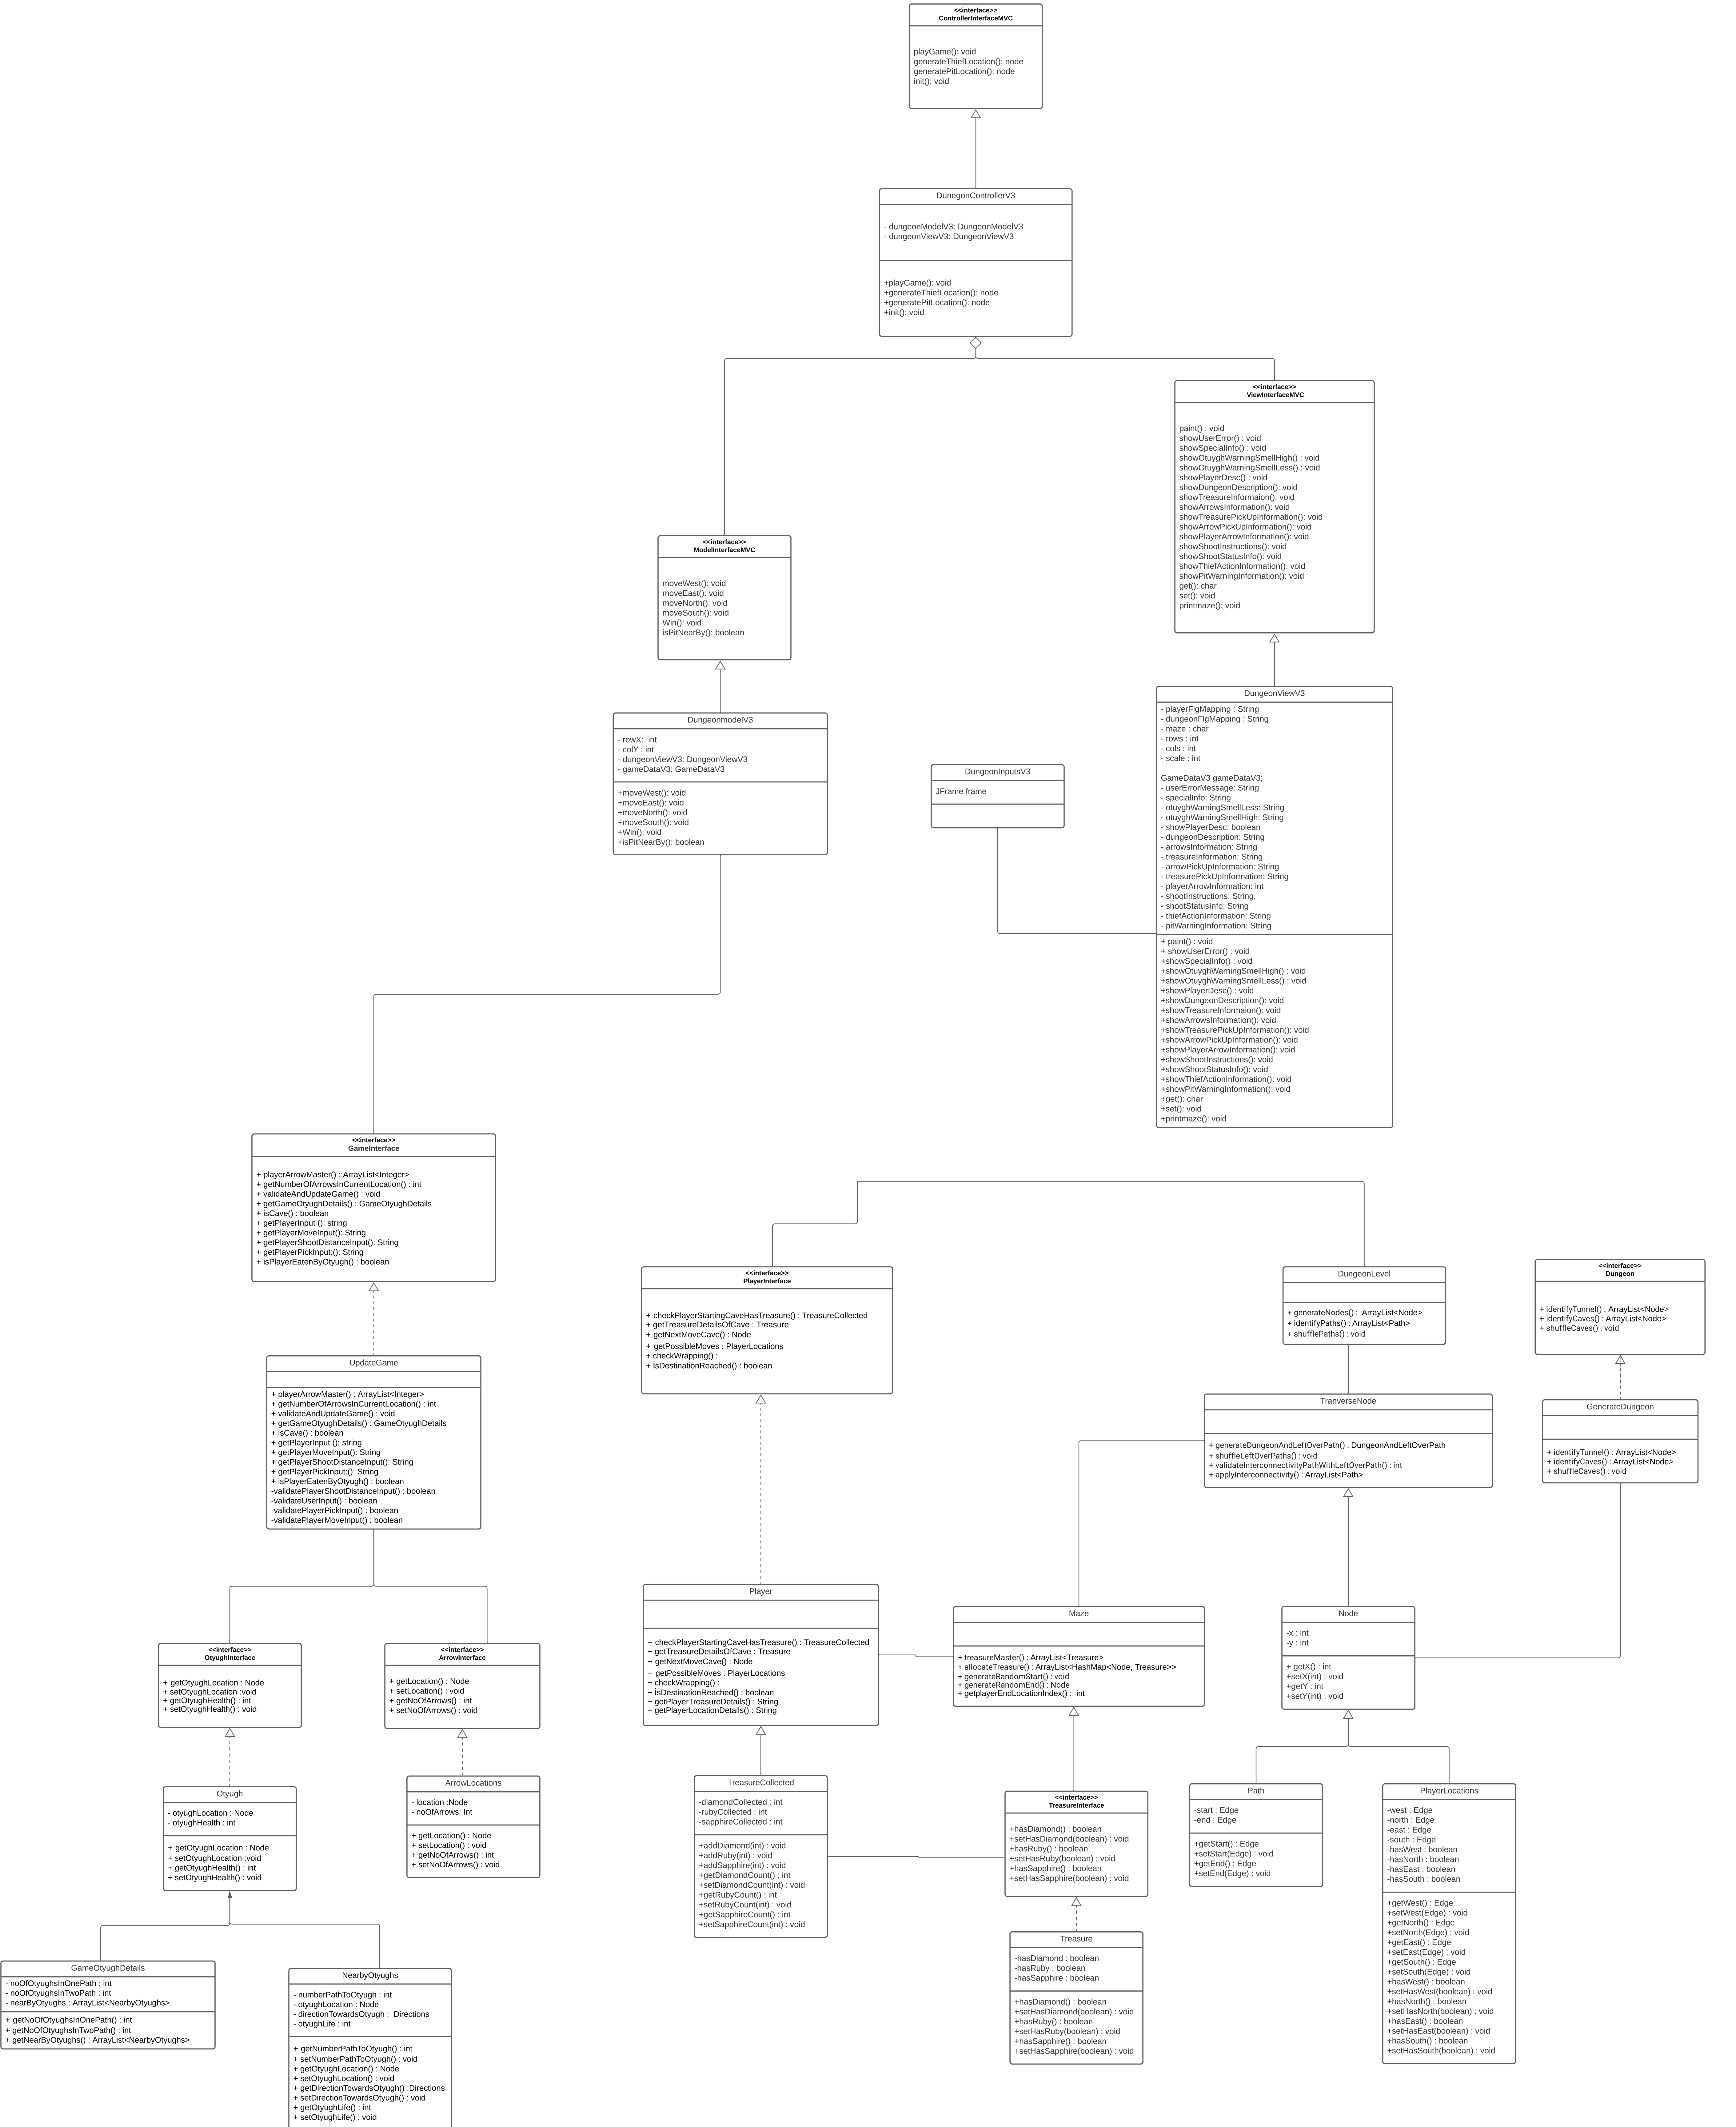 <<interface>>
ControllerInterfaceMVC
playGame(): void
generateThiefLocation(): node
generatePitLocation(): node
init(): void
DunegonControllerV3
- dungeonModelV3: DungeonModelV3
- dungeonViewV3: DungeonViewV3
+playGame(): void
+generateThiefLocation(): node
+generatePitLocation(): node
+init(): void
<<interface>>
ViewInterfaceMVC
paint() : void
showUserError() : void
showSpecialInfo() : void
showOtuyghWarningSmellHigh() : void
showOtuyghWarningSmellLess() : void
showPlayerDesc() : void
showDungeonDescription(): void
showTreasureInformaion(): void
showArrowsInformation(): void
showTreasurePickUpInformation(): void
showArrowPickUpInformation(): void
showPlayerArrowInformation(): void
showShootInstructions(): void
showShootStatusInfo(): void
showThiefActionInformation(): void
showPitWarningInformation(): void
get(): char
set(): void
printmaze(): void
<<interface>>
ModelInterfaceMVC
moveWest(): void
moveEast(): void
moveNorth(): void
moveSouth(): void
Win(): void
isPitNearBy(): boolean
DungeonmodelV3
- rowX:  int
- colY : int
- dungeonViewV3: DungeonViewV3
- gameDataV3: GameDataV3
+moveWest(): void
+moveEast(): void
+moveNorth(): void
+moveSouth(): void
+Win(): void
+isPitNearBy(): boolean
DungeonInputsV3
JFrame frame
DungeonViewV3
- playerFlgMapping : String
- dungeonFlgMapping : String
- maze : char
- rows : int
- cols : int
- scale : int
GameDataV3 gameDataV3;
- userErrorMessage: String
- specialInfo: String
- otuyghWarningSmellLess: String
- otuyghWarningSmellHigh: String
- showPlayerDesc: boolean
- dungeonDescription: String
- arrowsInformation: String
- treasureInformation: String
- arrowPickUpInformation: String
- treasurePickUpInformation: String
- playerArrowInformation: int
- shootInstructions: String;
- shootStatusInfo: String
- thiefActionInformation: String
- pitWarningInformation: String
+ paint() : void
+ showUserError() : void
+showSpecialInfo() : void
+showOtuyghWarningSmellHigh() : void
+showOtuyghWarningSmellLess() : void
+showPlayerDesc() : void
+showDungeonDescription(): void
+showTreasureInformaion(): void
+showArrowsInformation(): void
+showTreasurePickUpInformation(): void
+showArrowPickUpInformation(): void
+showPlayerArrowInformation(): void
+showShootInstructions(): void
+showShootStatusInfo(): void
+showThiefActionInformation(): void
+showPitWarningInformation(): void
+get(): char
+set(): void
+printmaze(): void
<<interface>>
GameInterface
+ playerArrowMaster() : ArrayList<Integer>
+ getNumberOfArrowsInCurrentLocation() : int
+ validateAndUpdateGame() : void
+ getGameOtyughDetails() : GameOtyughDetails
+ isCave() : boolean
+ getPlayerInput (): string
+ getPlayerMoveInput(): String
+ getPlayerShootDistanceInput(): String
+ getPlayerPickInput:(): String
+ isPlayerEatenByOtyugh() : boolean
UpdateGame
+ playerArrowMaster() : ArrayList<Integer>
+ getNumberOfArrowsInCurrentLocation() : int
+ validateAndUpdateGame() : void
+ getGameOtyughDetails() : GameOtyughDetails
+ isCave() : boolean
+ getPlayerInput (): string
+ getPlayerMoveInput(): String
+ getPlayerShootDistanceInput(): String
+ getPlayerPickInput:(): String
+ isPlayerEatenByOtyugh() : boolean
-validatePlayerShootDistanceInput() : boolean
-validateUserInput() : boolean
-validatePlayerPickInput() : boolean
-validatePlayerMoveInput() : boolean
<<interface>>
PlayerInterface
+ checkPlayerStartingCaveHasTreasure() : TreasureCollected
+ getTreasureDetailsOfCave : Treasure
+ getNextMoveCave() : Node
+ getPossibleMoves : PlayerLocations
+ checkWrapping() :
+ İsDestinationReached() : boolean
DungeonLevel
+ generateNodes() :  ArrayList<Node>
+ identifyPaths() : ArrayList<Path>
+ shufflePaths() : void
<<interface>>
Dungeon
+ identifyTunnel() : ArrayList<Node>
+ identifyCaves() : ArrayList<Node>
+ shuffleCaves() : void
TranverseNode
+ generateDungeonAndLeftOverPath() : DungeonAndLeftOverPath
+ shuffleLeftOverPaths() : void
+ validateInterconnectivityPathWithLeftOverPath() : int
+ applyInterconnectivity() : ArrayList<Path>
GenerateDungeon
+ identifyTunnel() : ArrayList<Node>
+ identifyCaves() : ArrayList<Node>
+ shuffleCaves() : void
Player
+ checkPlayerStartingCaveHasTreasure() : TreasureCollected
+ getTreasureDetailsOfCave : Treasure
+ getNextMoveCave() : Node
+ getPossibleMoves : PlayerLocations
+ checkWrapping() :
+ İsDestinationReached() : boolean
+ getPlayerTreasureDetails() : String
+ getPlayerLocationDetails() : String
Maze
+ treasureMaster() : ArrayList<Treasure>
+ allocateTreasure() : ArrayList<HashMap<Node, Treasure>>
+ generateRandomStart() : void
+ generateRandomEnd() : Node
+ getplayerEndLocationIndex() :  int
Node
-x : int
-y : int
+ getX() : int
+setX(int) : void
+getY : int
+setY(int) : void
<<interface>>
OtyughInterface
+ getOtyughLocation : Node
+ setOtyughLocation :void
+ getOtyughHealth() : int
+ setOtyughHealth() : void
<<interface>>
ArrowInterface
+ getLocation() : Node
+ setLocation() : void
+ getNoOfArrows() : int
+ setNoOfArrows() : void
Otyugh
- otyughLocation : Node
- otyughHealth : int
+ getOtyughLocation : Node
+ setOtyughLocation :void
+ getOtyughHealth() : int
+ setOtyughHealth() : void
ArrowLocations
- location :Node
- noOfArrows: Int
+ getLocation() : Node
+ setLocation() : void
+ getNoOfArrows() : int
+ setNoOfArrows() : void
TreasureCollected
-diamondCollected : int
-rubyCollected : int
-sapphireCollected : int
+addDiamond(int) : void
+addRuby(int) : void
+addSapphire(int) : void
+getDiamondCount() : int
+setDiamondCount(int) : void
+getRubyCount() : int
+setRubyCount(int) : void
+getSapphireCount() : int
+setSapphireCount(int) : void
<<interface>>
TreasureInterface
+hasDiamond() : boolean
+setHasDiamond(boolean) : void
+hasRuby() : boolean
+setHasRuby(boolean) : void
+hasSapphire() : boolean
+setHasSapphire(boolean) : void
Path
-start : Edge
-end : Edge
+getStart() : Edge
+setStart(Edge) : void
+getEnd() : Edge
+setEnd(Edge) : void
PlayerLocations
-west : Edge
-north : Edge
-east : Edge
-south : Edge
-hasWest : boolean
-hasNorth : boolean
-hasEast : boolean
-hasSouth : boolean
+getWest() : Edge
+setWest(Edge) : void
+getNorth() : Edge
+setNorth(Edge) : void
+getEast() : Edge
+setEast(Edge) : void
+getSouth() : Edge
+setSouth(Edge) : void
+hasWest() : boolean
+setHasWest(boolean) : void
+hasNorth() : boolean
+setHasNorth(boolean) : void
+hasEast() : boolean
+setHasEast(boolean) : void
+hasSouth() : boolean
+setHasSouth(boolean) : void
Treasure
-hasDiamond : boolean
-hasRuby : boolean
-hasSapphire : boolean
+hasDiamond() : boolean
+setHasDiamond(boolean) : void
+hasRuby() : boolean
+setHasRuby(boolean) : void
+hasSapphire() : boolean
+setHasSapphire(boolean) : void
GameOtyughDetails
- noOfOtyughsInOnePath : int
- noOfOtyughsInTwoPath : int
- nearByOtyughs : ArrayList<NearbyOtyughs>
+ getNoOfOtyughsInOnePath() : int
+ getNoOfOtyughsInTwoPath() : int
+ getNearByOtyughs() : ArrayList<NearbyOtyughs>
NearbyOtyughs
- numberPathToOtyugh : int
- otyughLocation : Node
- directionTowardsOtyugh :  Directions
- otyughLife : int
+ getNumberPathToOtyugh() : int
+ setNumberPathToOtyugh() : void
+ getOtyughLocation() : Node
+ setOtyughLocation() : void
+ getDirectionTowardsOtyugh() :Directions
+ setDirectionTowardsOtyugh() : void
+ getOtyughLife() : int
+ setOtyughLife() : void